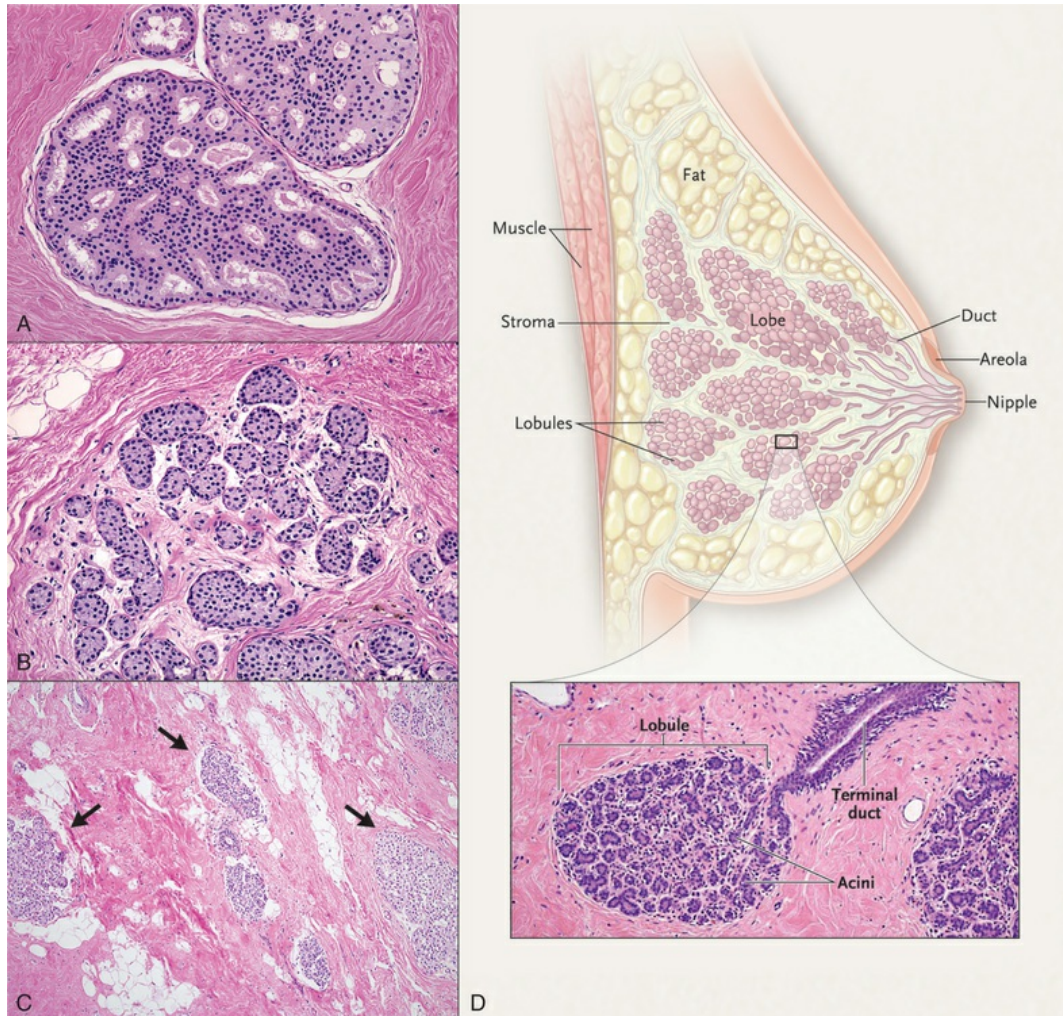 A
B
C
D
Fat
Muscle
Stroma
Lobe
Duct
Areola
Nipple
Lobules
Lobule
Terminal
duct
Acini